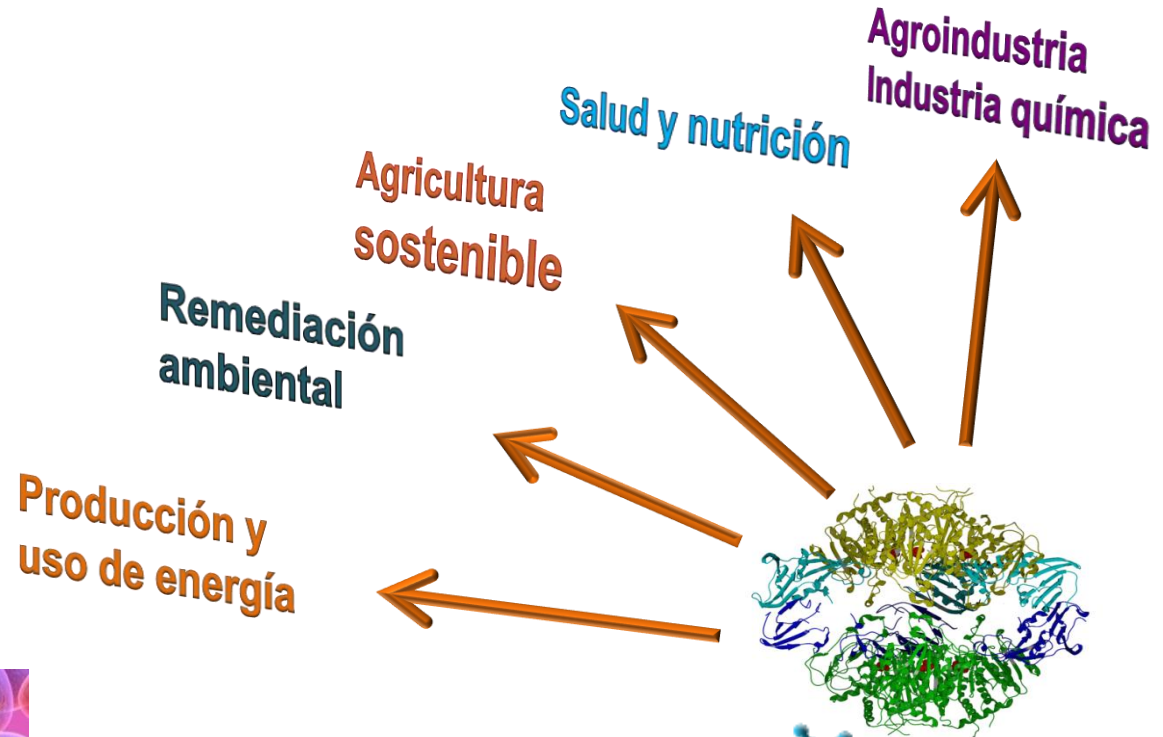 Agroindustria
Industria química
Salud y nutrición
Agricultura
sostenible
Remediación
ambiental
Producción y
uso de energía